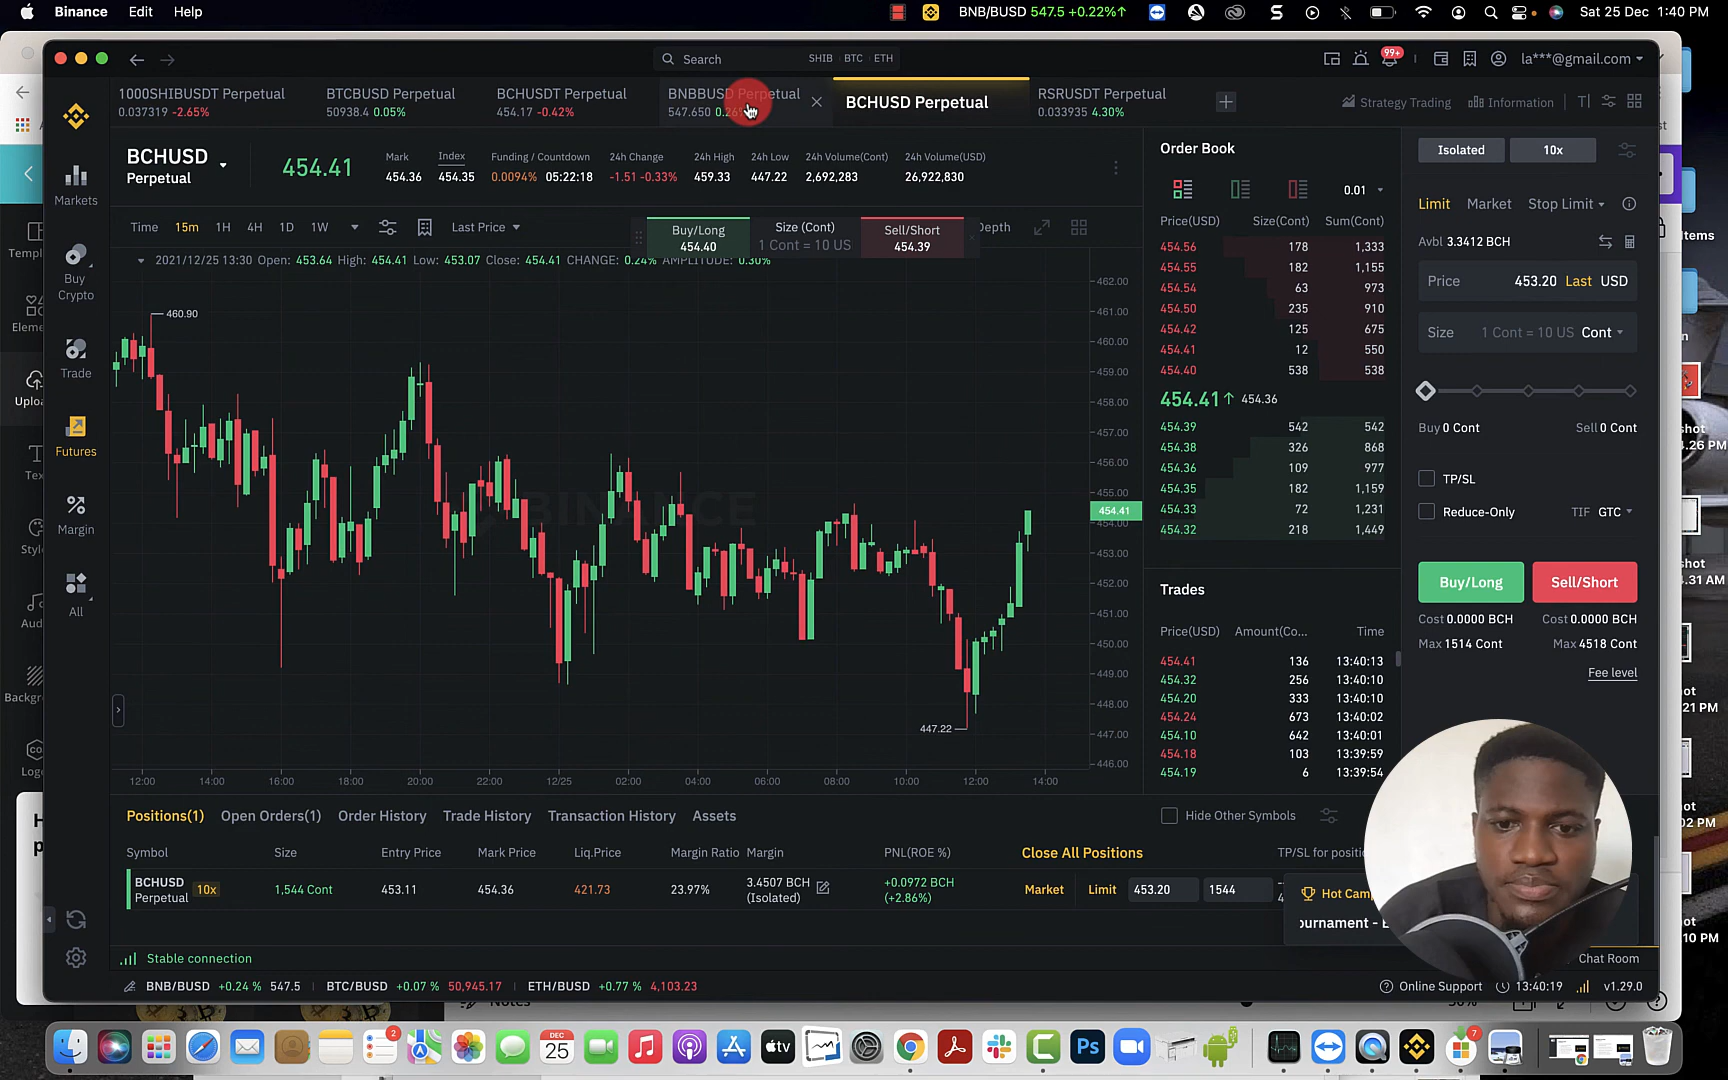 Binance Edit Help
BNB/BUSD 547.5 +0.22%↑ Sat 25 Dec 1:40 PM
Search SHIB BTC ETH
99+ la***@gmail.com
1000SHIBUSDT Perpetual
0.037319 -2.65%
BTCBUSD Perpetual
50938.4 0.05%
BCHUSDT Perpetual
454.17 -0.42%
BNBBUSD Perpetual
547.650
BCHUSD Perpetual
RSRUSDT Perpetual
0.033935 4.30%
Strategy Trading Information
Markets
Buy
Crypto
Trade
Futures
Margin
All
BCHUSD
Perpetual
454.41
Mark
454.36
Index
454.35
Funding / Countdown
0.0094% 05:22:18
24h Change
-1.51 -0.33%
24h High
459.33
24h Low
447.22
24h Volume(Cont)
2,692,283
24h Volume(USD)
26,922,830
Time 15m 1H 4H 1D 1W Last Price
Buy/Long
454.40
Size (Cont)
1 Cont = 10 US
Sell/Short
454.39
Depth
2021/12/25 13:30 Open: 453.64 High: 454.41 Low: 453.07 Close: 454.41 CHANGE: 0.24% AMPLITUDE: 0.30%
460.90
447.22
BINANCE
462.00
461.00
460.00
459.00
458.00
457.00
456.00
455.00
454.41
454.00
453.00
452.00
451.00
450.00
449.00
448.00
447.00
446.00
12:00 14:00 16:00 18:00 20:00 22:00 12/25 02:00 04:00 06:00 08:00 10:00 12:00 14:00
Order Book
0.01
Price(USD) Size(Cont) Sum(Cont)
454.56 178 1,333
454.55 182 1,155
454.54 63 973
454.50 235 910
454.42 125 675
454.41 12 550
454.40 538 538
454.41↑ 454.36
454.39 542 542
454.38 326 868
454.36 109 977
454.35 182 1,159
454.33 72 1,231
454.32 218 1,449
Trades
Price(USD) Amount(Co... Time
454.41 136 13:40:13
454.32 256 13:40:10
454.20 333 13:40:10
454.24 673 13:40:02
454.10 642 13:40:01
454.18 103 13:39:59
454.19 6 13:39:54
Isolated 10x
Limit Market Stop Limit
Avbl 3.3412 BCH
Price 453.20 Last USD
Size 1 Cont = 10 US Cont
Buy 0 Cont Sell 0 Cont
TP/SL
Reduce-Only TIF GTC
Buy/Long Sell/Short
Cost 0.0000 BCH Cost 0.0000 BCH
Max 1514 Cont Max 4518 Cont
Fee level
Positions(1) Open Orders(1) Order History Trade History Transaction History Assets
Hide Other Symbols
Symbol Size Entry Price Mark Price Liq.Price Margin Ratio Margin PNL(ROE %) Close All Positions TP/SL for positi
BCHUSD
Perpetual
10x 1,544 Cont 453.11 454.36 421.73 23.97%
3.4507 BCH
(Isolated)
+0.0972 BCH
(+2.86%)
Market Limit 453.20 1544
Hot Cam
ournament -
Chat Room
Stable connection
BNB/BUSD +0.24 % 547.5 BTC/BUSD +0.07 % 50,945.17 ETH/BUSD +0.77 % 4,103.23
Online Support 13:40:19 v1.29.0
Notes
DEC
25
2
tv
Ps
7